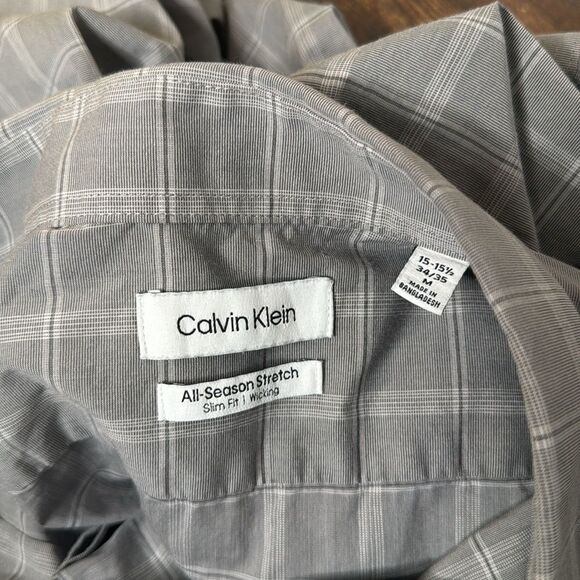 Calvin Klein
All-Season Stretch
Slim Fit | Wicking
15-15½
34/35
M
MADE IN
BANGLADESH